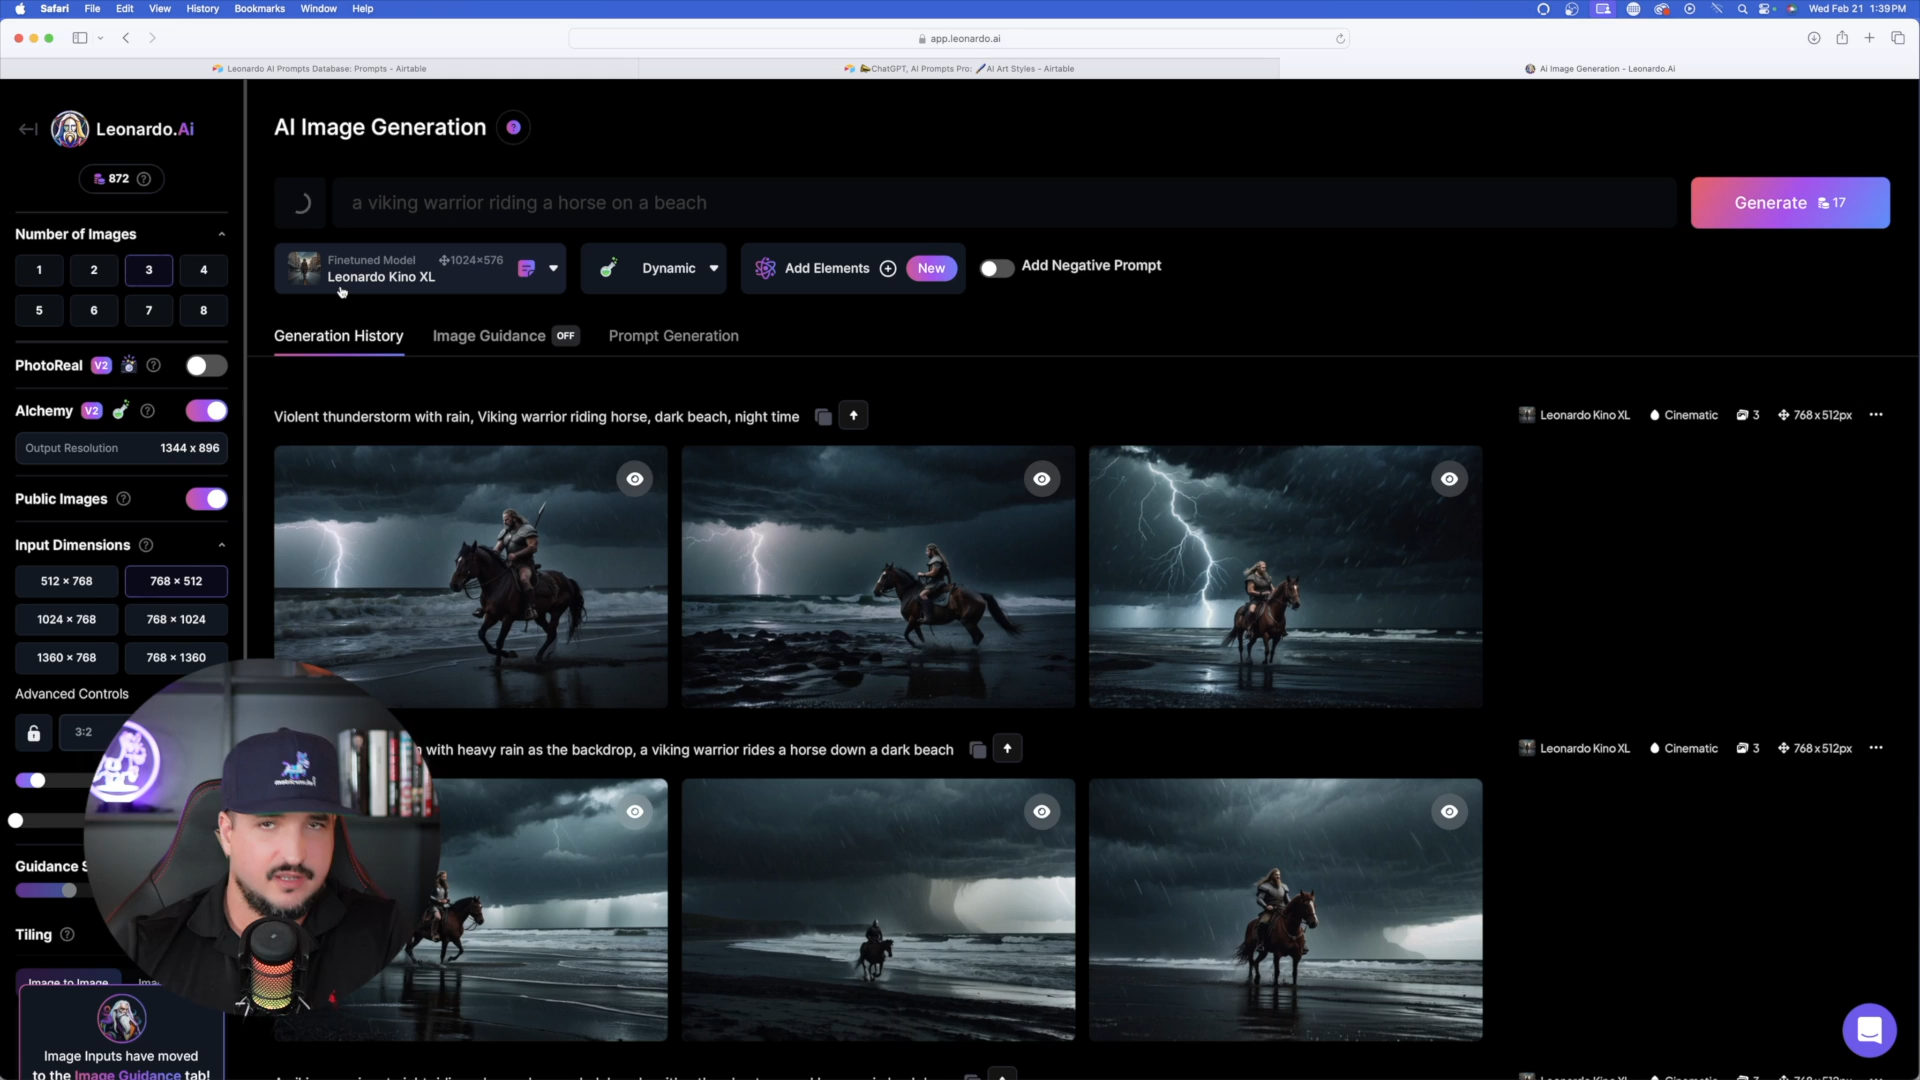 Safari File Edit View History Bookmarks Window Help
Wed Feb 21 1:39 PM
app.leonardo.ai
Leonardo AI Prompts Database: Prompts - Airtable
ChatGPT, AI Prompts Pro: AI Art Styles - Airtable
Ai Image Generation - Leonardo.Ai
Leonardo.Ai
872 ?
AI Image Generation ?
a viking warrior riding a horse on a beach
Generate 17
Number of Images
1 2 3 4
5 6 7 8
Finetuned Model 1024×576
Leonardo Kino XL
Dynamic
Add Elements New
Add Negative Prompt
Generation History Image Guidance OFF Prompt Generation
PhotoReal V2 ?
Alchemy V2 ?
Output Resolution 1344 x 896
Public Images ?
Input Dimensions ?
512 × 768 768 × 512
1024 × 768 768 × 1024
1360 × 768 768 × 1360
Advanced Controls
3:2
Guidance S
Tiling ?
Image to Image
Image Inputs have moved
to the Image Guidance tab!
Violent thunderstorm with rain, Viking warrior riding horse, dark beach, night time
Leonardo Kino XL Cinematic 3 768 x 512px
with heavy rain as the backdrop, a viking warrior rides a horse down a dark beach
Leonardo Kino XL Cinematic 3 768 x 512px